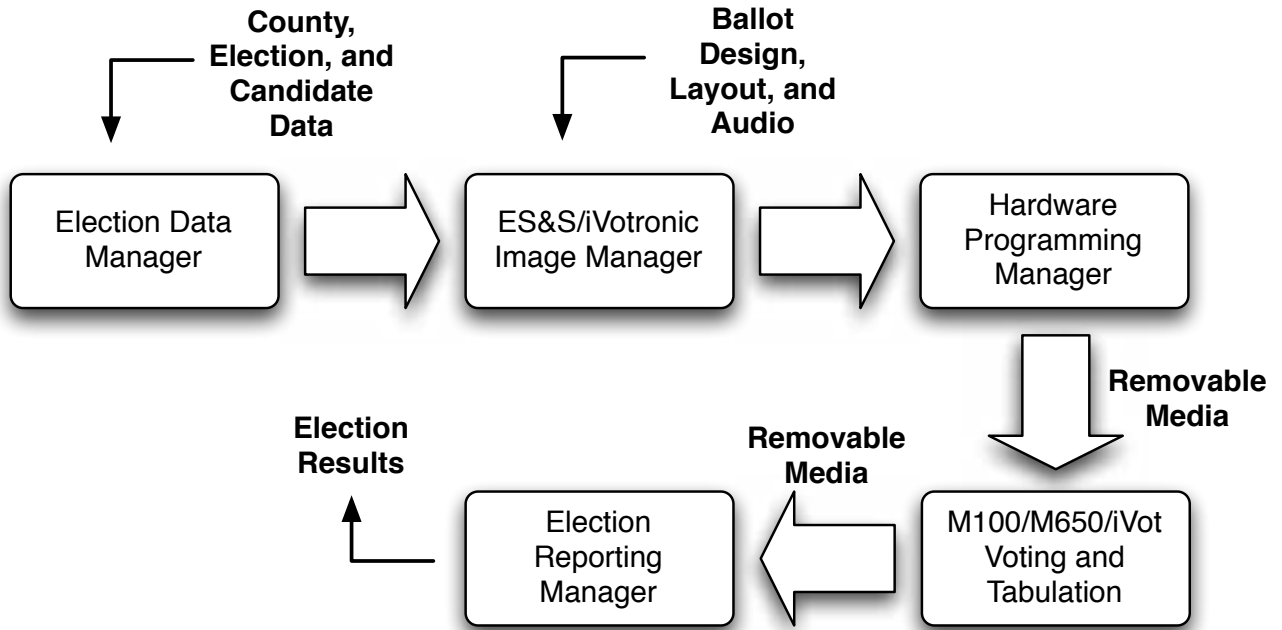 County,
Election, and
Candidate
Data
Ballot
Design,
Layout, and
Audio
Election Data
Manager
ES&S/iVotronic
Image Manager
Hardware
Programming
Manager
Removable
Media
Election
Results
Removable
Media
Election
Reporting
Manager
M100/M650/iVot
Voting and
Tabulation